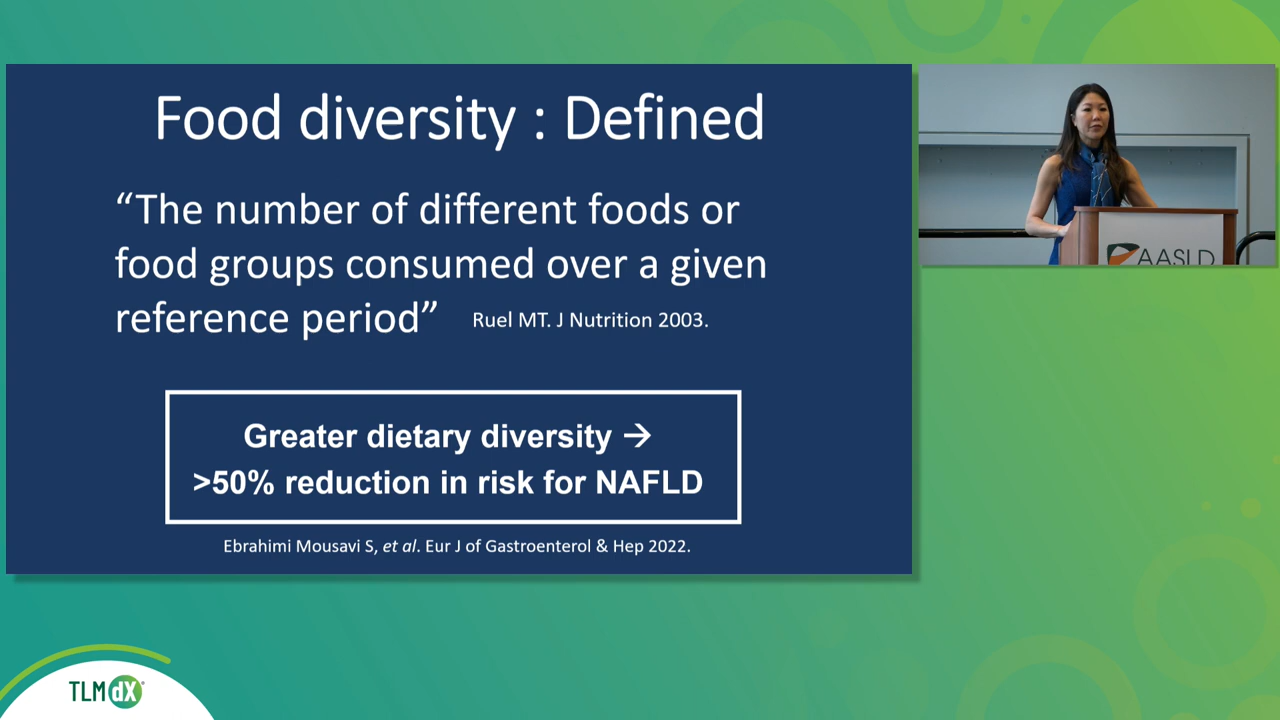 Food diversity : Defined
“The number of different foods or
food groups consumed over a given
reference period” Ruel MT. J Nutrition 2003.
Greater dietary diversity →
>50% reduction in risk for NAFLD
Ebrahimi Mousavi S, et al. Eur J of Gastroenterol & Hep 2022.
AASLD
TLMdX